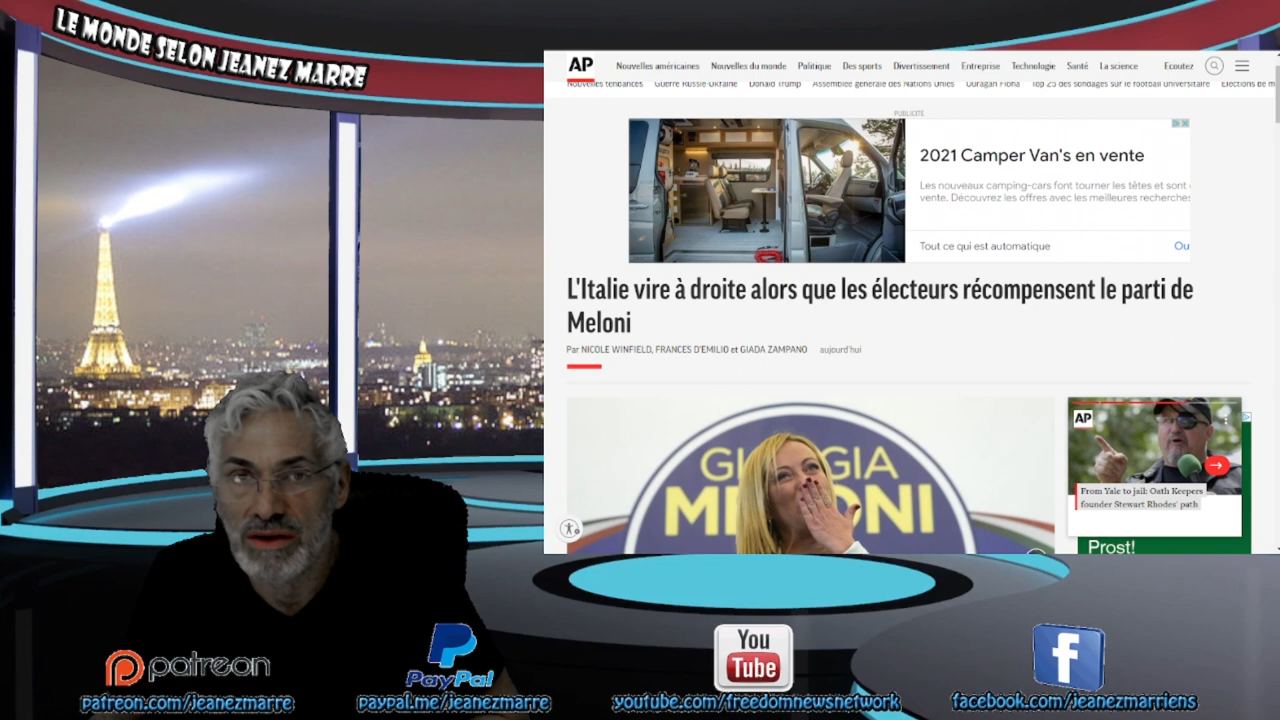 LE MONDE SELON JEANEZ MARRE
AP
Nouvelles américaines Nouvelles du monde Politique Des sports Divertissement Entreprise Technologie Santé La science Ecoutez
Nouvelles tendances Guerre Russie-Ukraine Donald Trump Assemblée générale des Nations Unies Ouragan Fiona Top 25 des sondages sur le football universitaire Élections de m
PUBLICITÉ
2021 Camper Van's en vente
Les nouveaux camping-cars font tourner les têtes et sont
vente. Découvrez les offres avec les meilleures recherches
Tout ce qui est automatique Ou
L'Italie vire à droite alors que les électeurs récompensent le parti de
Meloni
Par NICOLE WINFIELD, FRANCES D'EMILIO et GIADA ZAMPANO aujourd'hui
GIORGIA
MELONI
AP
From Yale to jail: Oath Keepers
founder Stewart Rhodes' path
Prost!
patreon
patreon.com/jeanezmarre
PayPal
paypal.me/jeanezmarre
You
Tube
youtube.com/freedomnewsnetwork
f
facebook.com/jeanezmarriens